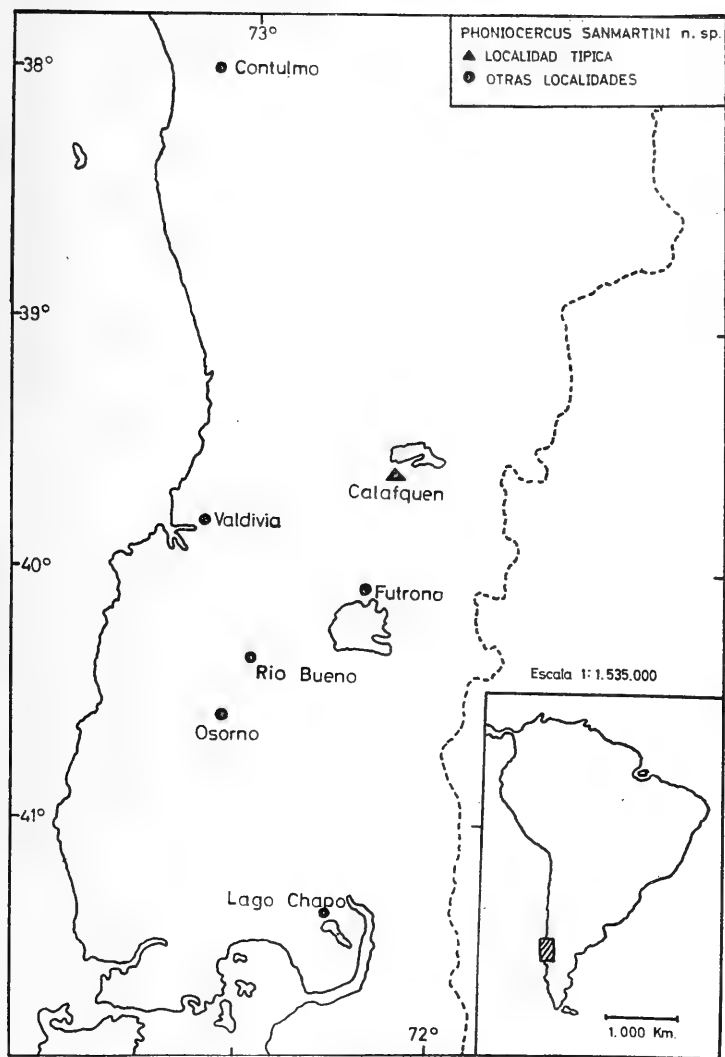 73°
PHONIOCERCUS SANMARTINI n. sp.
▲ LOCALIDAD TIPICA
● OTRAS LOCALIDADES
38°
Contulmo
39°
Calafquen
Valdivia
40°
Futrono
Rio Bueno
Escala 1:1.535.000
Osorno
41°
Lago Chapo
1.000 Km.
72°